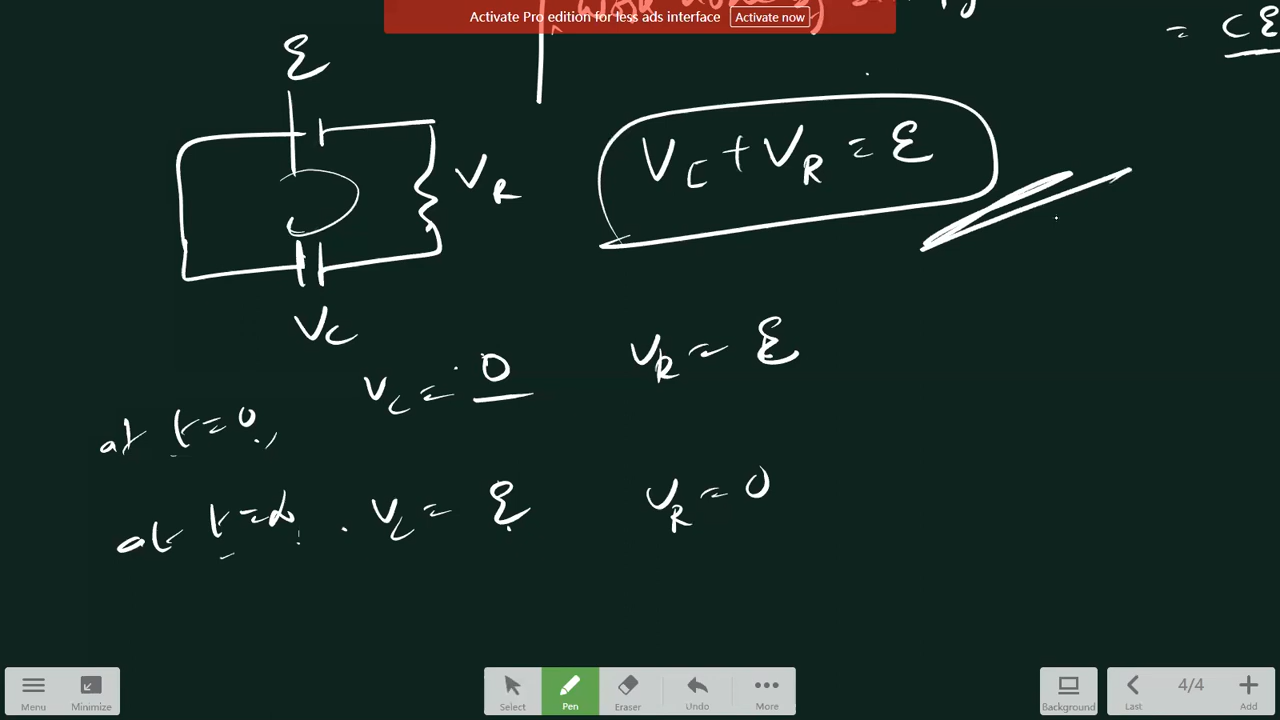 Activate Pro edition for less ads interface Activate now
= CƐ
Ɛ
V_R
V_C + V_R = Ɛ
V_C
at t=0, V_C = 0 V_R = Ɛ
at t=∞ V_C = Ɛ V_R = 0
Menu Minimize Select Pen Eraser Undo More Background Last 4/4 Add